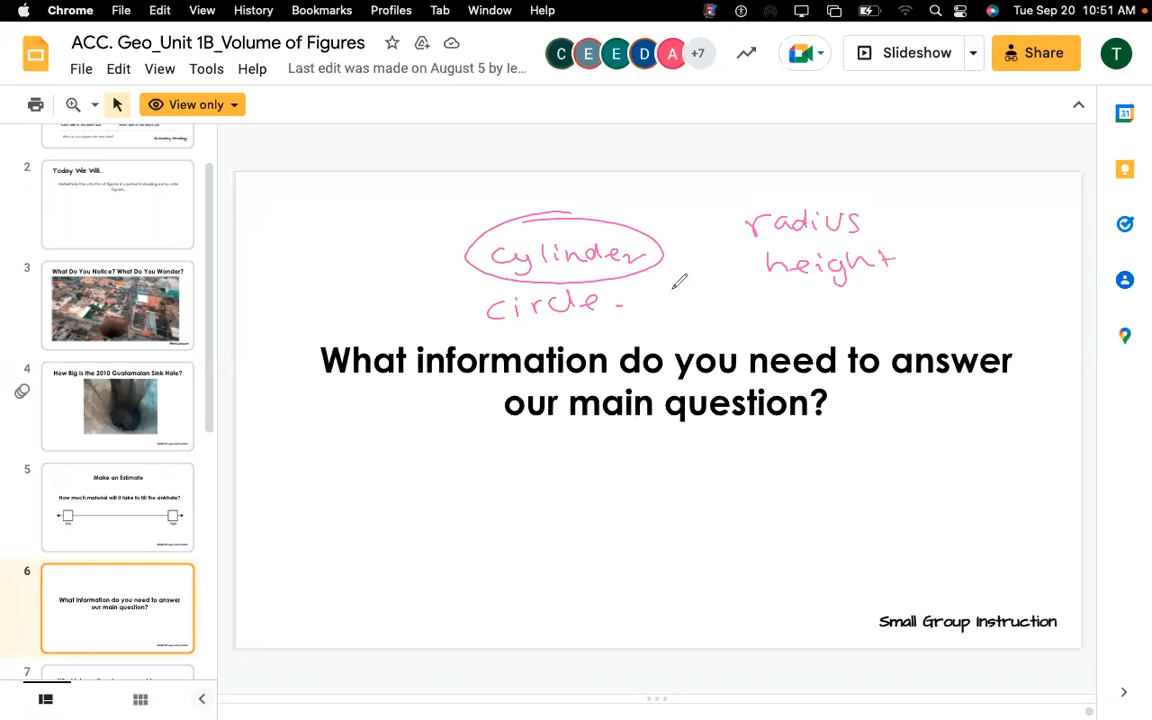 Chrome File Edit View History Bookmarks Profiles Tab Window Help Tue Sep 20 10:51 AM
ACC. Geo_Unit 1B_Volume of Figures
File Edit View Tools Help Last edit was made on August 5 by le...
C E E D A +7
Slideshow
Share
T
View only
31
2
Today We Will..
3
What Do You Notice? What Do You Wonder?
4
How Big is the 2010 Guatamalan Sink Hole?
5
Make an Estimate
How much material will it take to fill the sinkhole?
6
What information do you need to answer
our main question?
7
cylinder
circle -
radius
height
What information do you need to answer
our main question?
Small Group Instruction